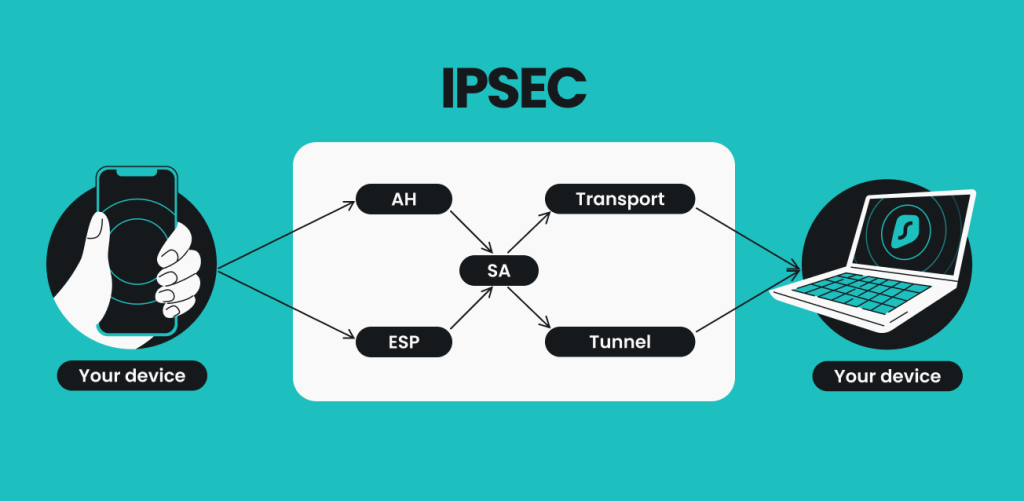 IPSEC
AH
Transport
SA
ESP
Tunnel
Your device
Your device